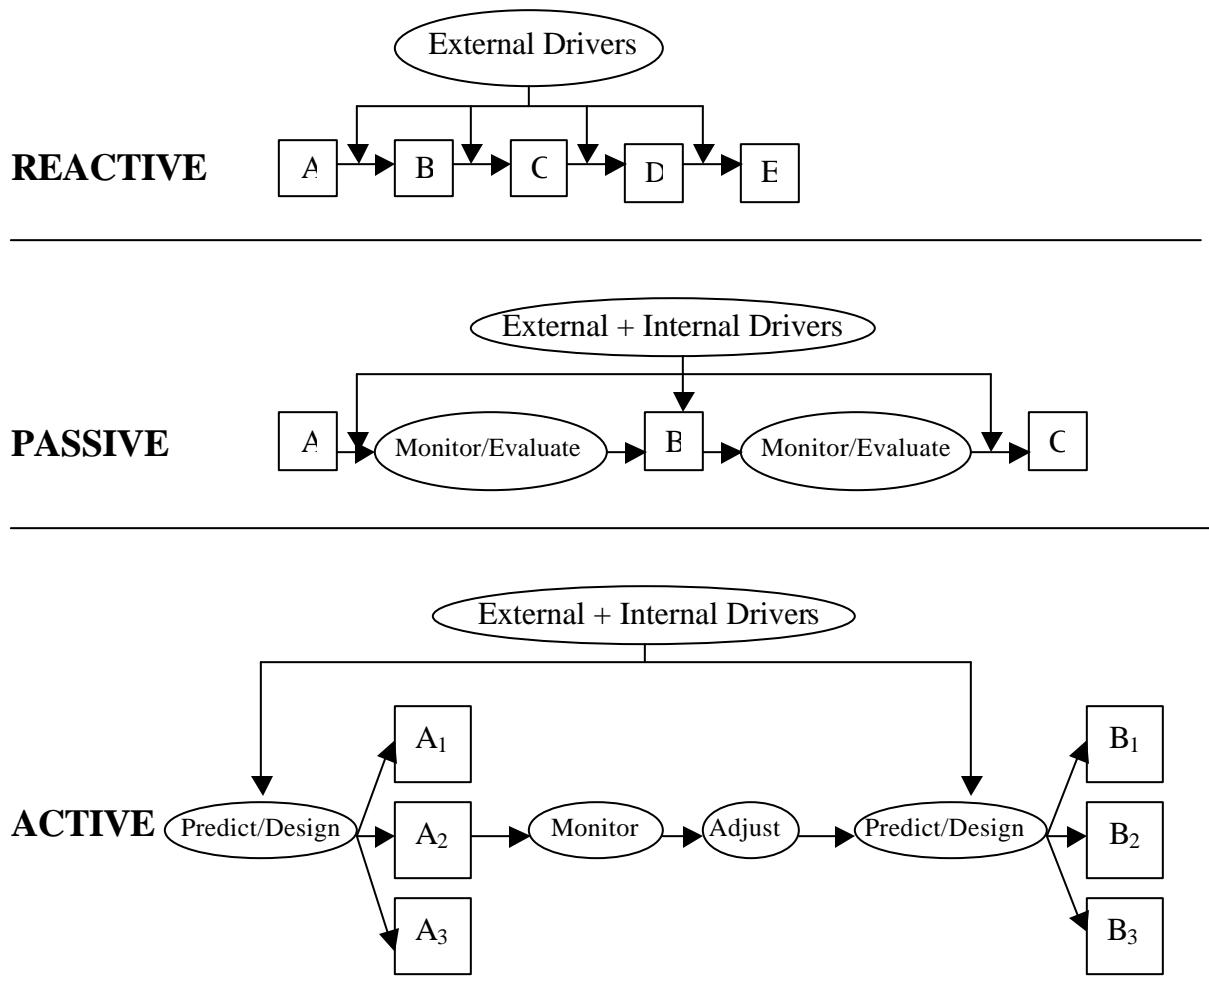 External Drivers
REACTIVE A B C D E
External + Internal Drivers
PASSIVE A Monitor/Evaluate B Monitor/Evaluate C
External + Internal Drivers
A1 B1
ACTIVE Predict/Design A2 Monitor Adjust Predict/Design B2
A3 B3